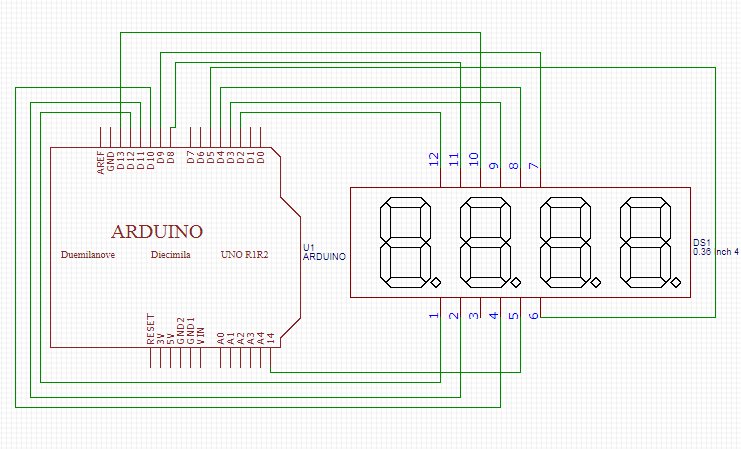 12 11 10 9 8 7
AREF GND D13 D12 D11 D10 D9 D8 D7 D6 D5 D4 D3 D2 D1 D0
ARDUINO
Duemilanove Diecimila UNO R1R2
U1
ARDUINO
DS1
0.36 Inch 4
RESET 3V 5V GND2 GND1 VIN A0 A1 A2 A3 A4 14
1 2 3 4 5 6